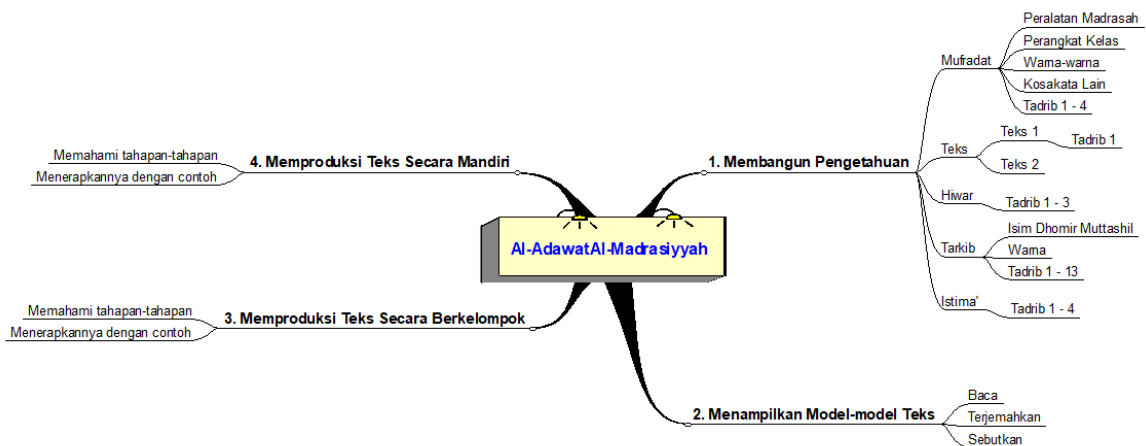 Al-AdawatAl-Madrasiyyah
1. Membangun Pengetahuan
Mufradat
Peralatan Madrasah
Perangkat Kelas
Warna-warna
Kosakata Lain
Tadrib 1 - 4
Teks
Teks 1
Tadrib 1
Teks 2
Hiwar
Tadrib 1 - 3
Tarkib
Isim Dhomir Muttashil
Warna
Tadrib 1 - 13
Istima'
Tadrib 1 - 4
2. Menampilkan Model-model Teks
Baca
Terjemahkan
Sebutkan
3. Memproduksi Teks Secara Berkelompok
Memahami tahapan-tahapan
Menerapkannya dengan contoh
4. Memproduksi Teks Secara Mandiri
Memahami tahapan-tahapan
Menerapkannya dengan contoh